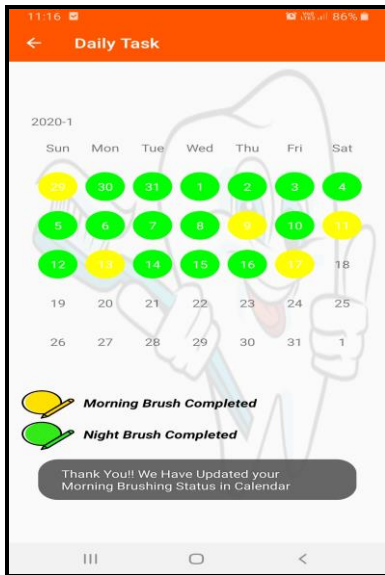 11:16 86%
Daily Task
2020-1
Sun Mon Tue Wed Thu Fri Sat
29 30 31 1 2 3 4
5 6 7 8 9 10 11
12 13 14 15 16 17 18
19 20 21 22 23 24 25
26 27 28 29 30 31 1
Morning Brush Completed
Night Brush Completed
Thank You!! We Have Updated your
Morning Brushing Status in Calendar